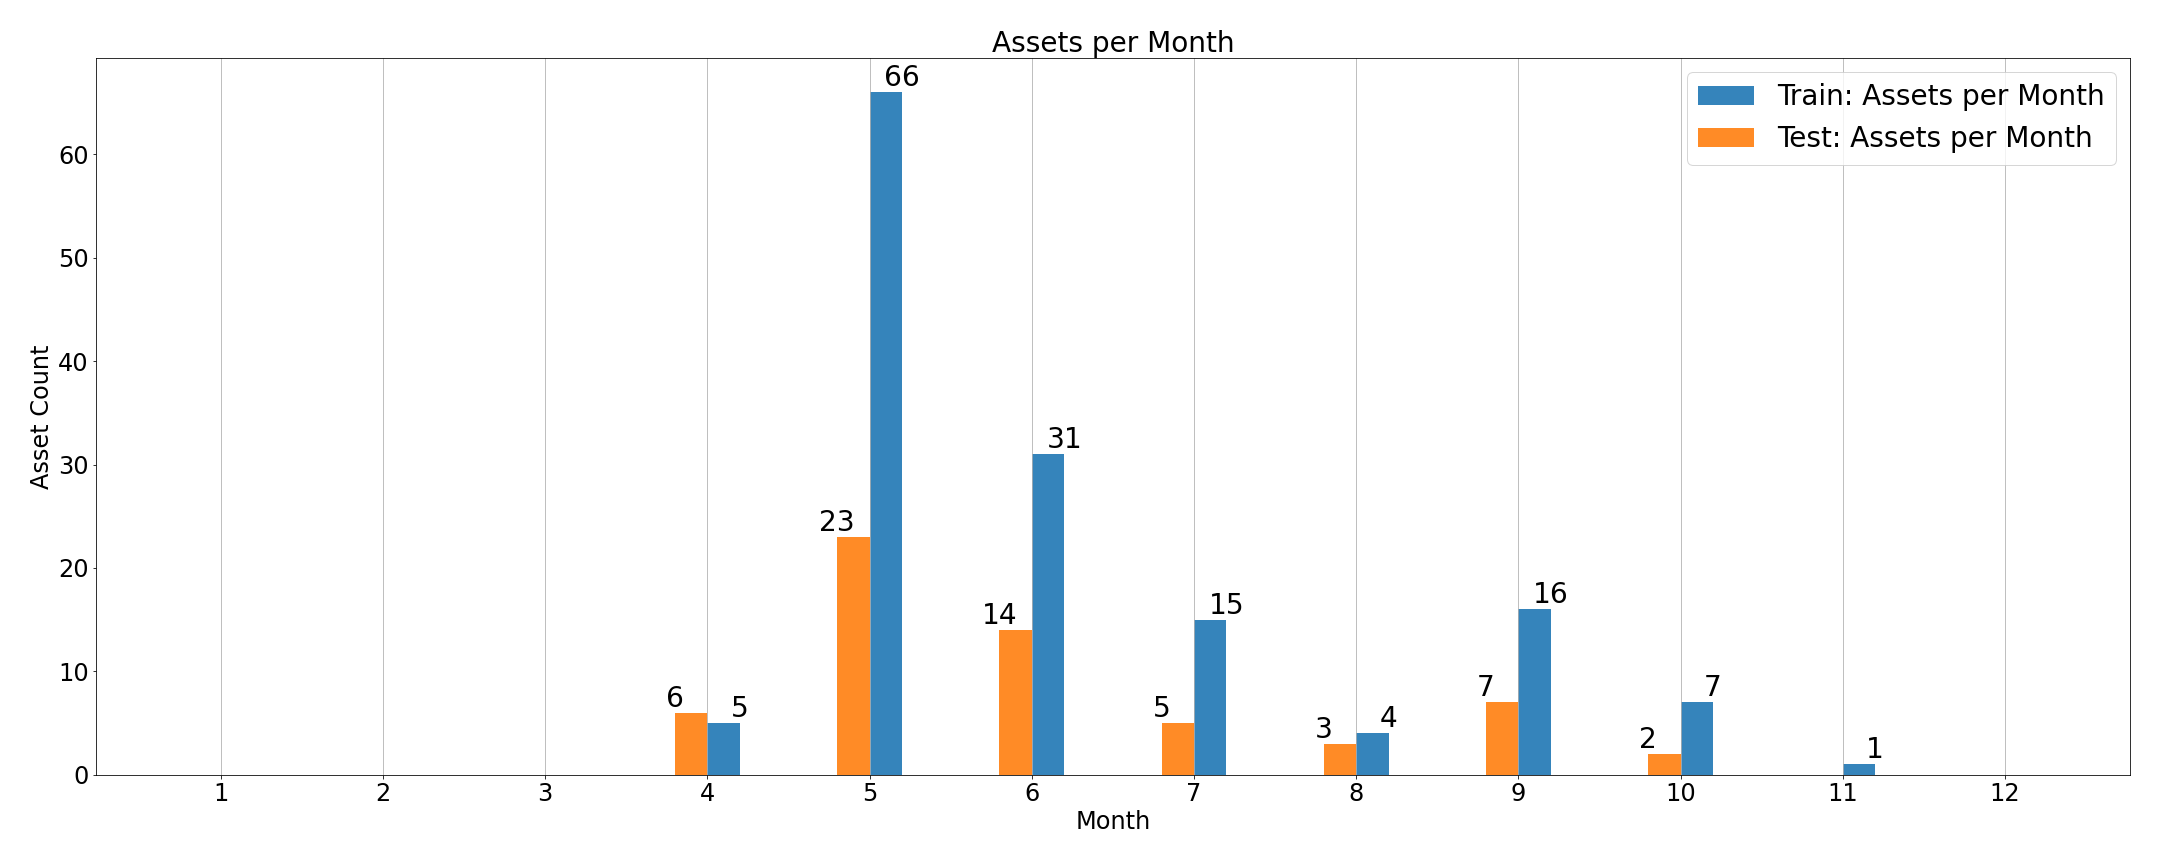 Assets per Month
Train: Assets per Month
Test: Assets per Month
Asset Count
60
50
40
30
20
10
0
6 5
23 66
14 31
5 15
3 4
7 16
2 7
1
1 2 3 4 5 6 7 8 9 10 11 12
Month